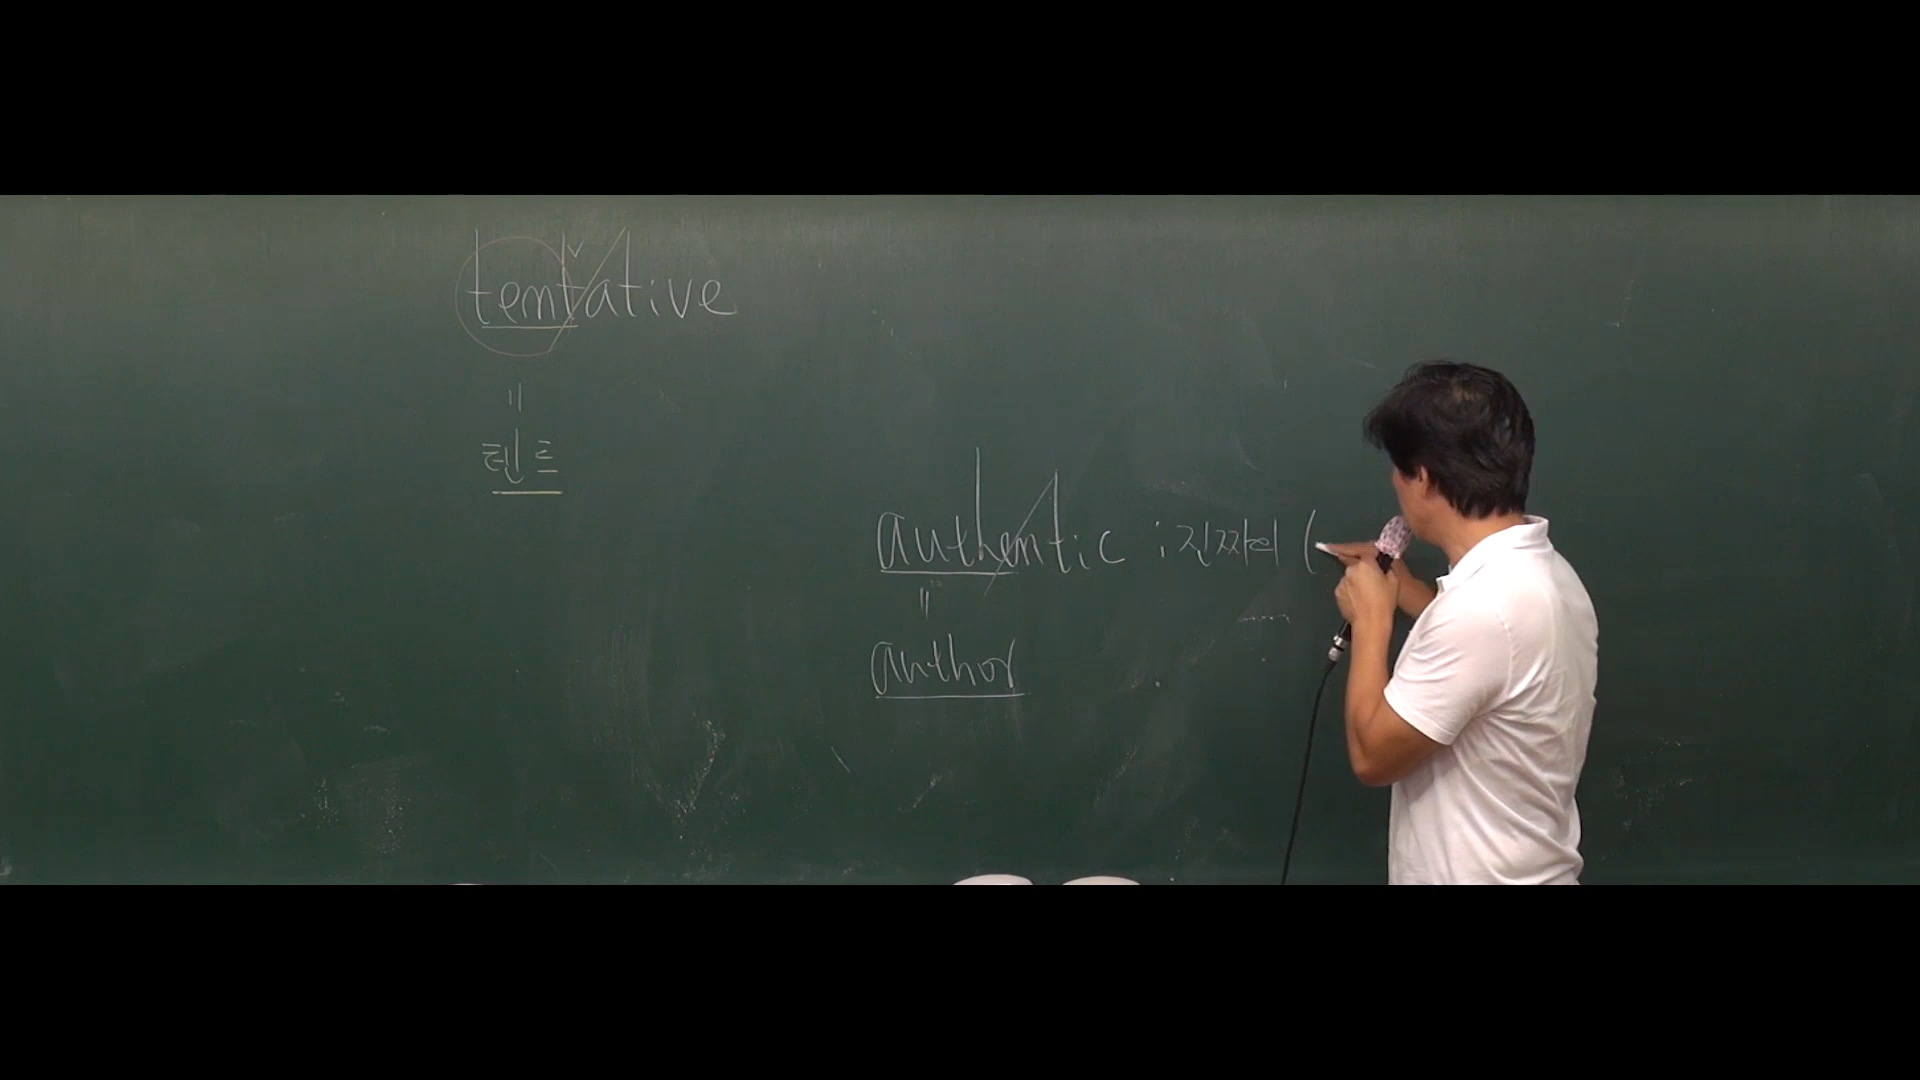 tentative
=
텐트
authentic : 진짜의 (
=
author